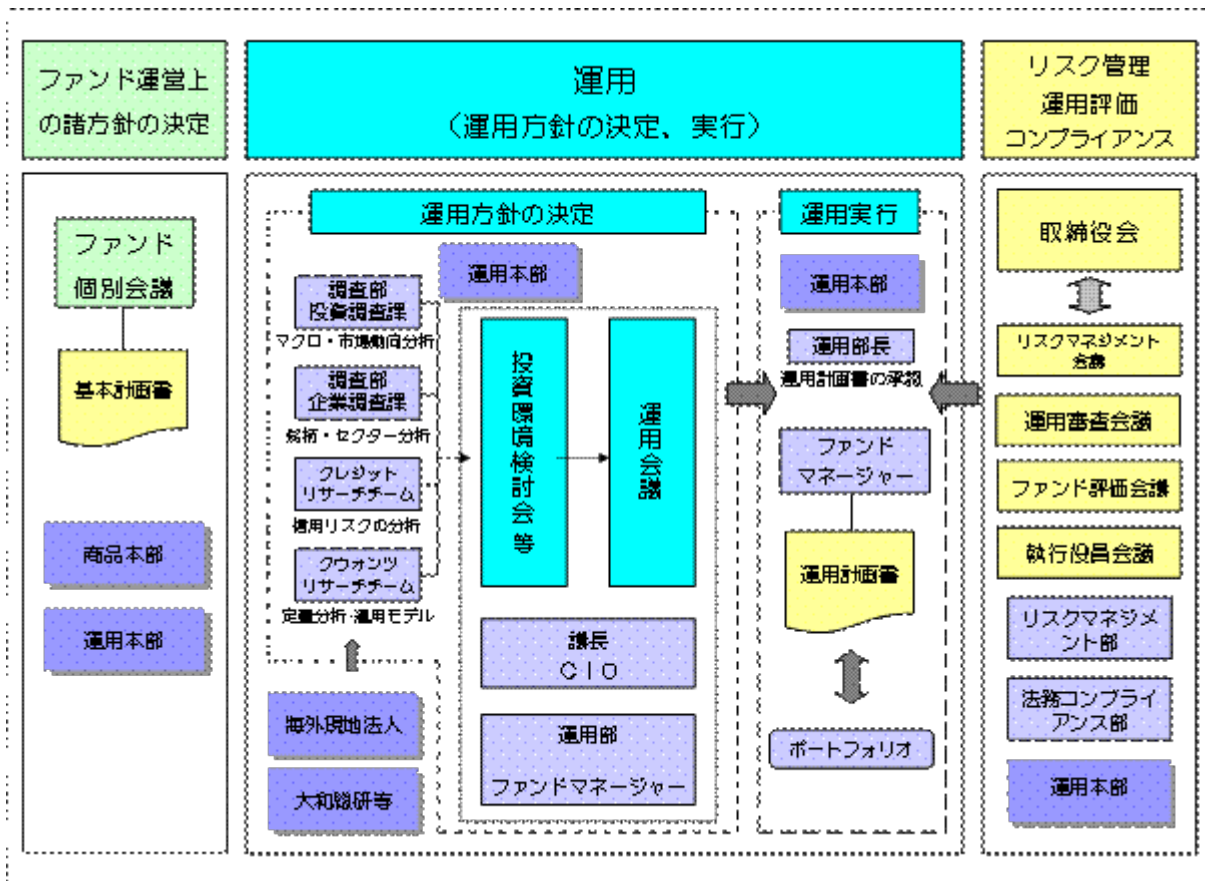 ファンド運営上
の諸方針の決定
運用
（運用方針の決定、実行）
リスク管理
運用評価
コンプライアンス
ファンド
個別会議
基本計画書
商品本部
運用本部
運用方針の決定
運用本部
調査部
投資調査課
マクロ・市場動向分析
調査部
企業調査課
銘柄・セクター分析
クレジット
リサーチチーム
信用リスクの分析
クウォンツ
リサーチチーム
定量分析・運用モデル
海外現地法人
大和総研等
投資環境検討会等
運用会議
議長
ＣＩＯ
運用部
ファンドマネージャー
運用実行
運用本部
運用部長
運用計画書の承認
ファンド
マネージャー
運用計画書
ポートフォリオ
取締役会
リスクマネジメント
会議
運用審査会議
ファンド評価会議
執行役員会議
リスクマネジメ
ント部
法務コンプライ
アンス部
運用本部